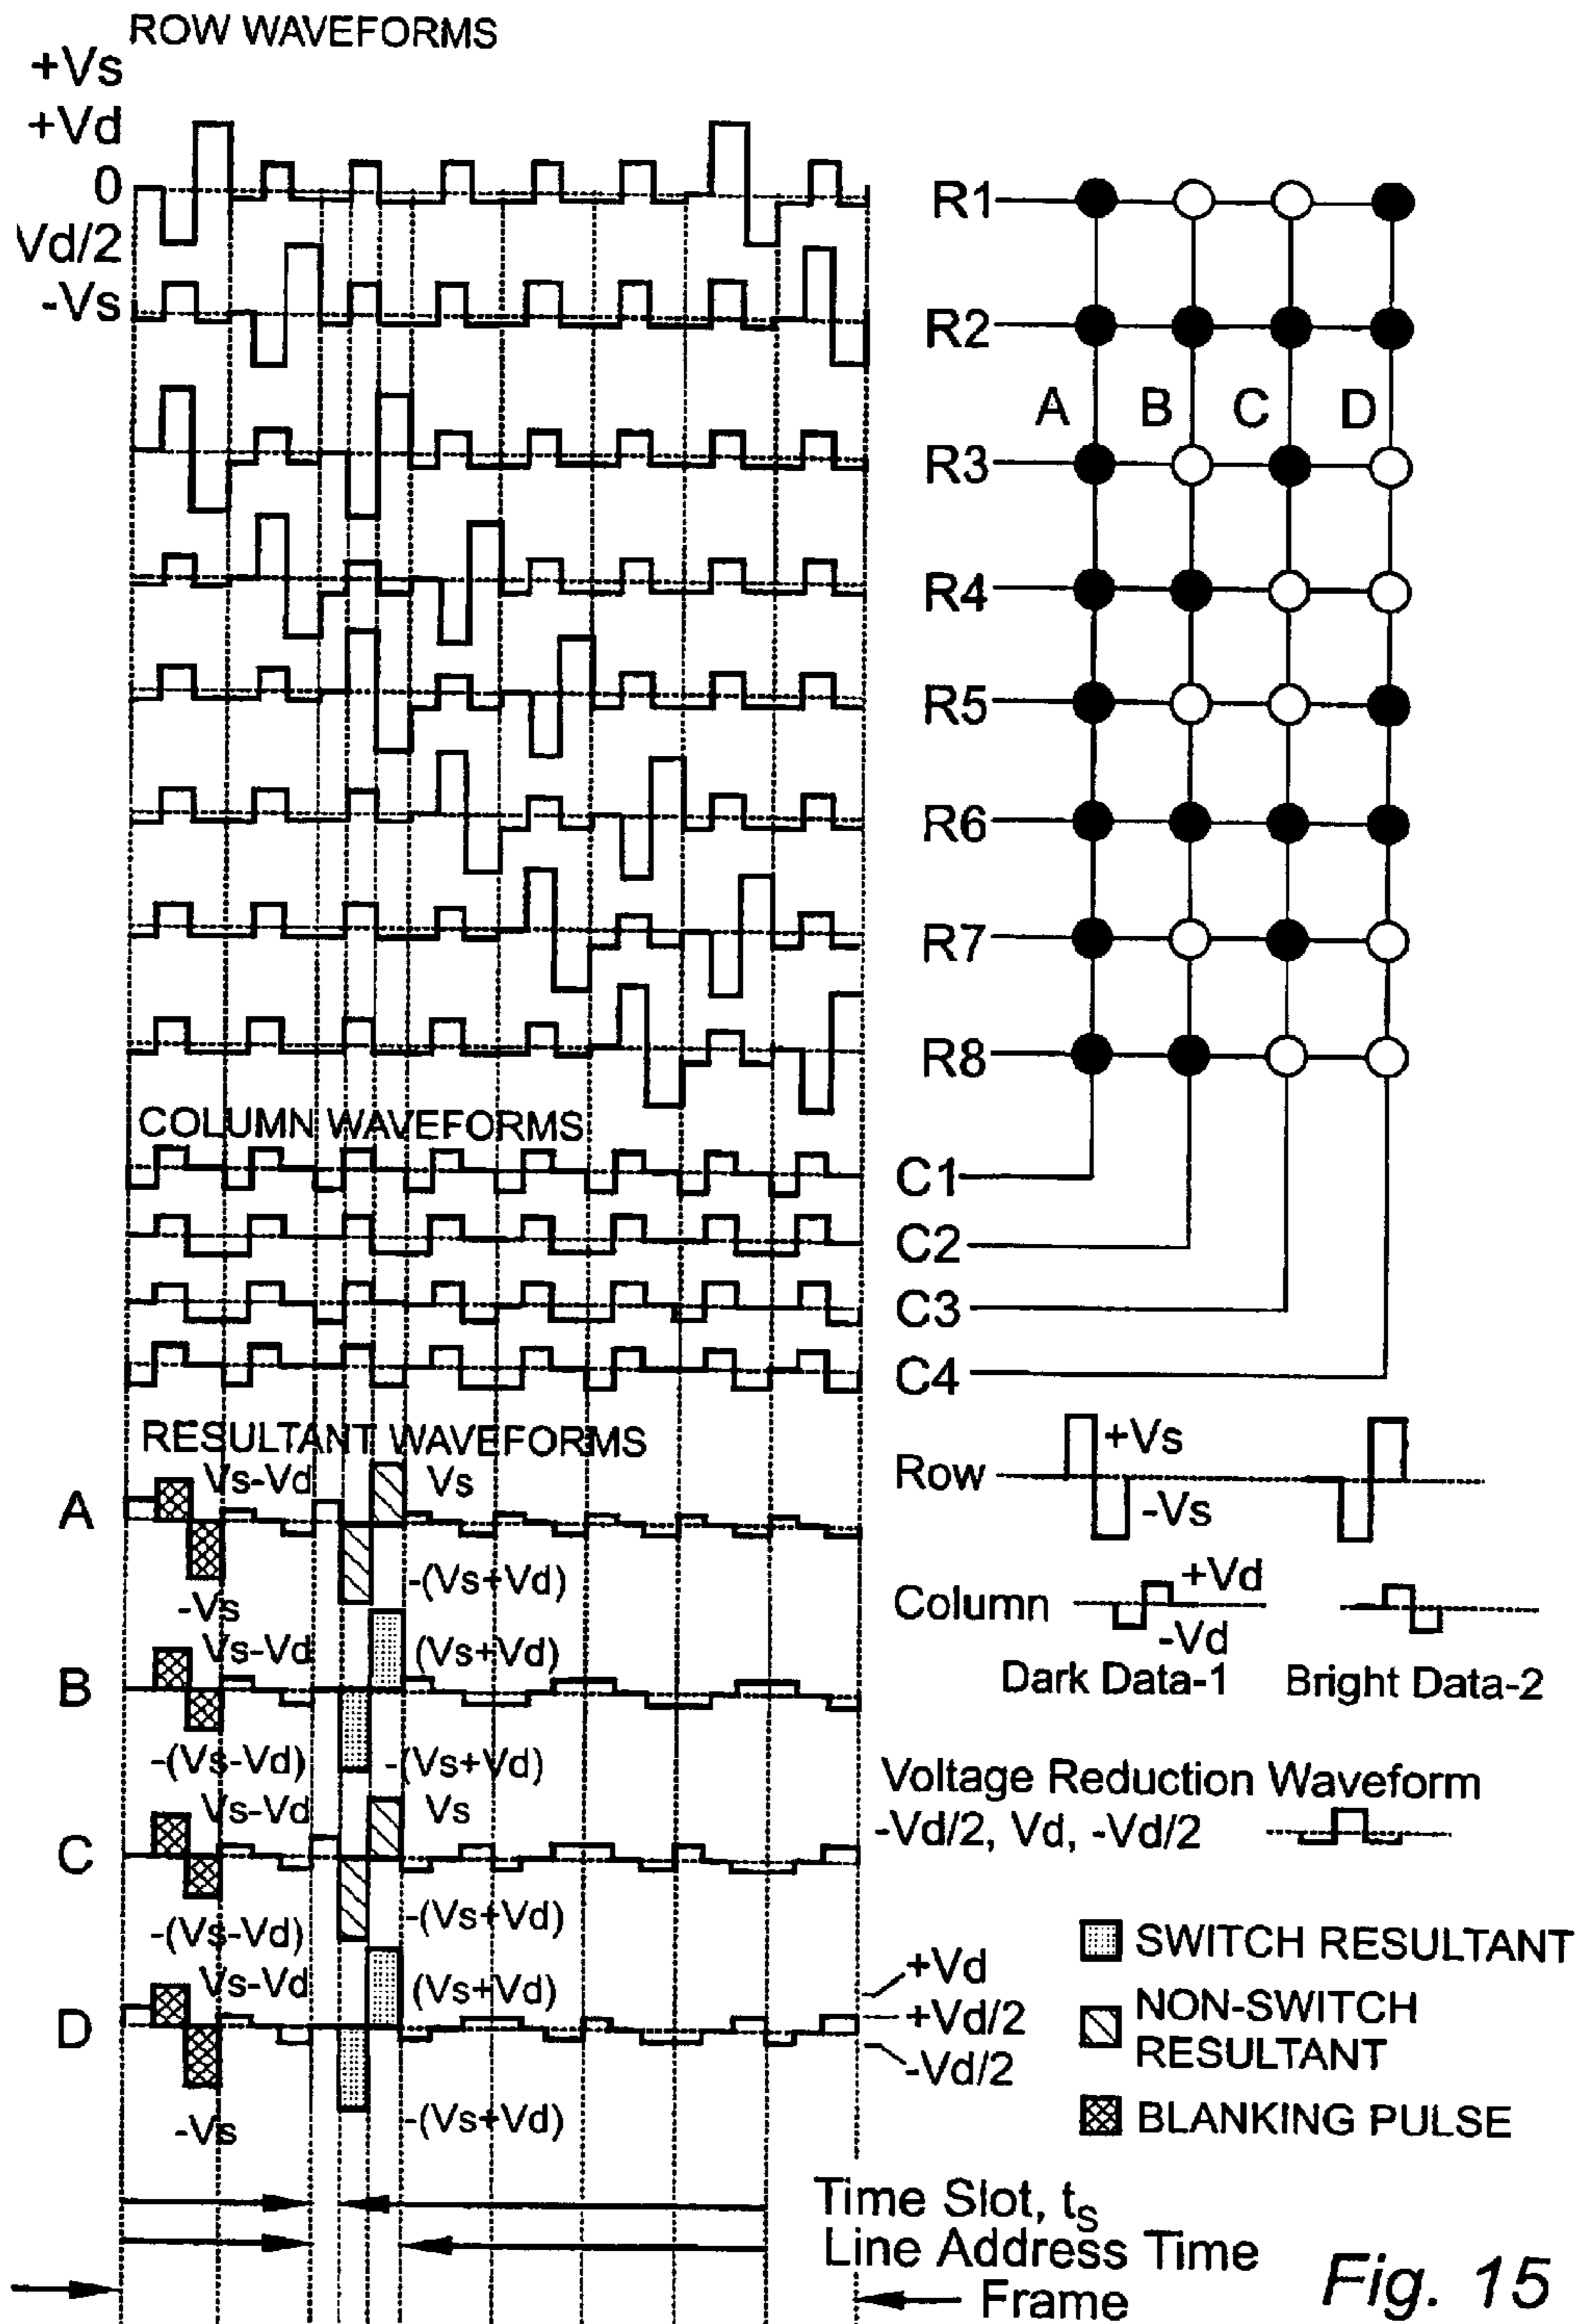 ROW WAVEFORMS
+Vs
+Vd
0
Vd/2
-Vs
R1
R2
A B C D
R3
R4
R5
R6
R7
R8
COLUMN WAVEFORMS
C1
C2
C3
C4
RESULTANT WAVEFORMS
A
Vs-Vd
Vs
-Vs
-(Vs+Vd)
B
Vs-Vd
(Vs+Vd)
-(Vs-Vd)
-(Vs+Vd)
C
Vs-Vd
Vs
-(Vs-Vd)
-(Vs+Vd)
D
Vs-Vd
(Vs+Vd)
-Vs
-(Vs+Vd)
Row
+Vs
-Vs
Column
+Vd
-Vd
Dark Data-1
Bright Data-2
Voltage Reduction Waveform
-Vd/2, Vd, -Vd/2
+Vd
+Vd/2
-Vd/2
SWITCH RESULTANT
NON-SWITCH
RESULTANT
BLANKING PULSE
Time Slot, ts
Line Address Time
Frame
Fig. 15